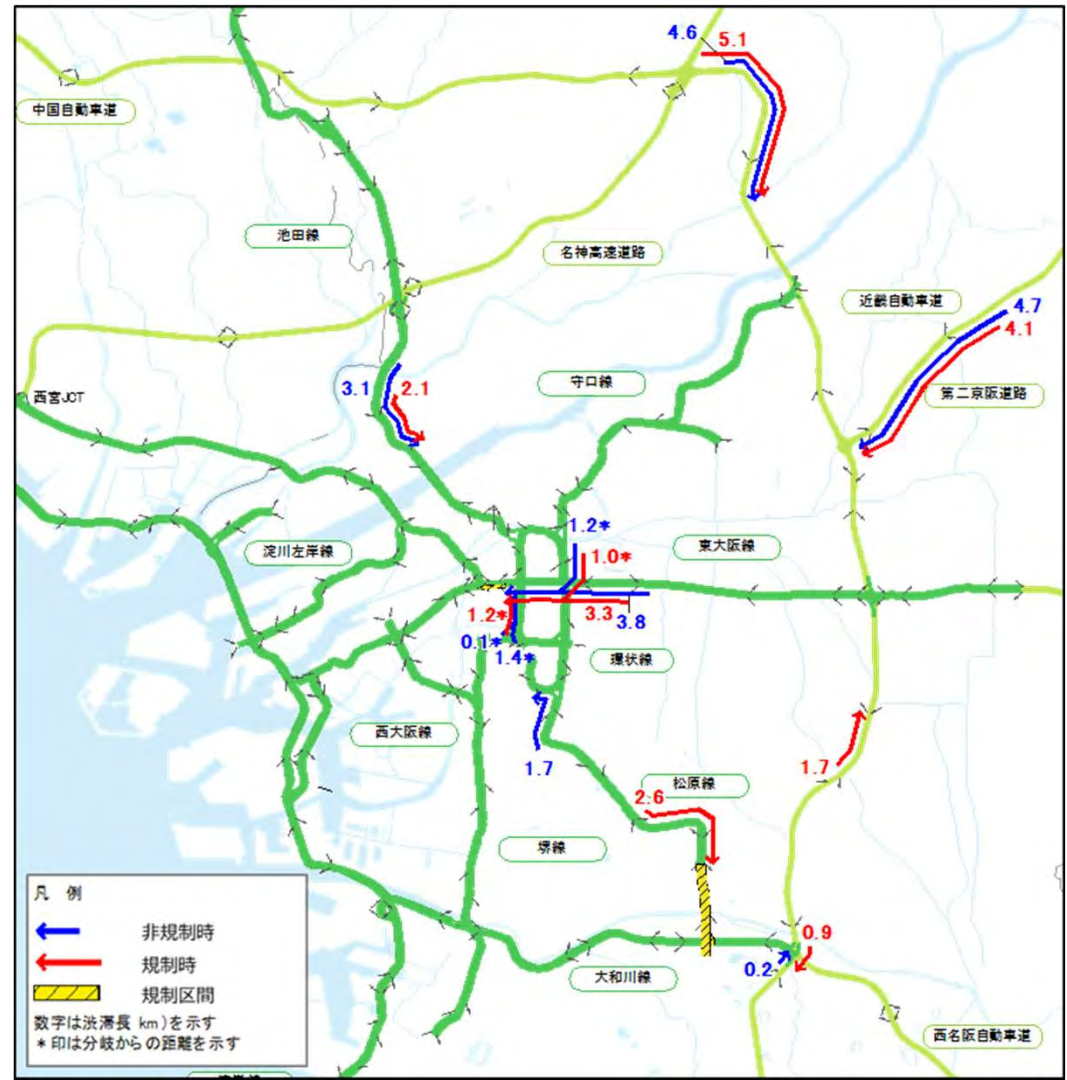 4.6
5.1
中国自動車道
池田線
名神高速道路
近畿自動車道
4.7
4.1
3.1
2.1
守口線
第二京阪道路
西宮JCT
1.2*
淀川左岸線
1.0*
東大阪線
1.2*
3.3
3.8
0.1*
1.4*
環状線
西大阪線
1.7
1.7
松原線
2.6
堺線
凡 例
非規制時
規制時
規制区間
数字は渋滞長 km)を示す
*印は分岐からの距離を示す
0.9
0.2
大和川線
西名阪自動車道